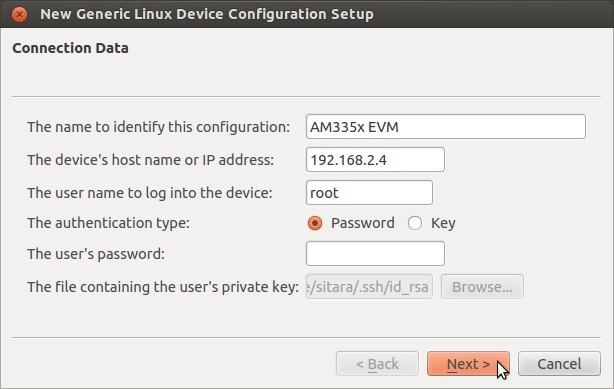 New Generic Linux Device Configuration Setup
Connection Data
The name to identify this configuration: AM335x EVM
The device's host name or IP address: 192.168.2.4
The user name to log into the device: root
The authentication type: Password Key
The user's password:
The file containing the user's private key: e/sitara/.ssh/id_rsa Browse...
< Back Next > Cancel